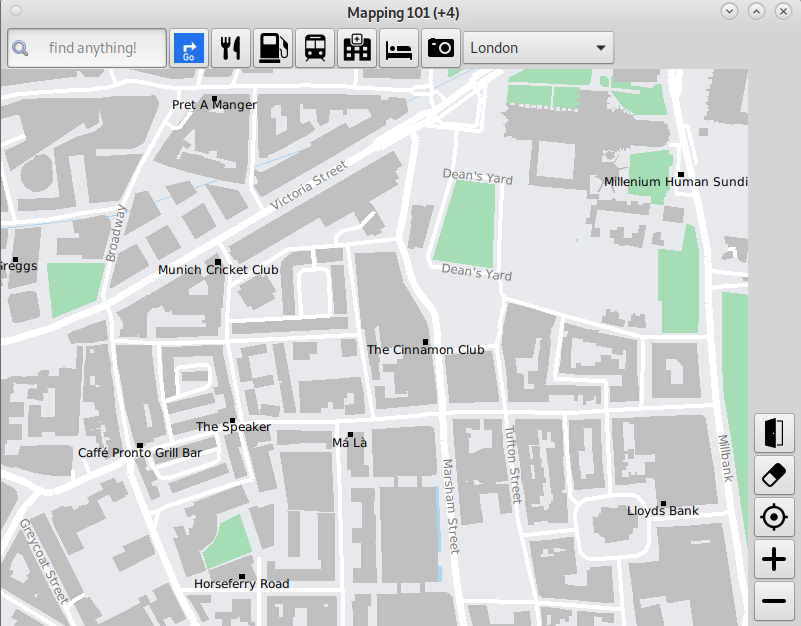 Mapping 101 (+4)
find anything!
Go
London
Pret A Manger
Victoria Street
Dean's Yard
Millenium Human Sundi
Broadway
Greggs
Munich Cricket Club
Dean's Yard
The Cinnamon Club
The Speaker
Má Là
Caffé Pronto Grill Bar
Tufton Street
Millbank
Marsham Street
Lloyds Bank
Greycoat Street
Horseferry Road